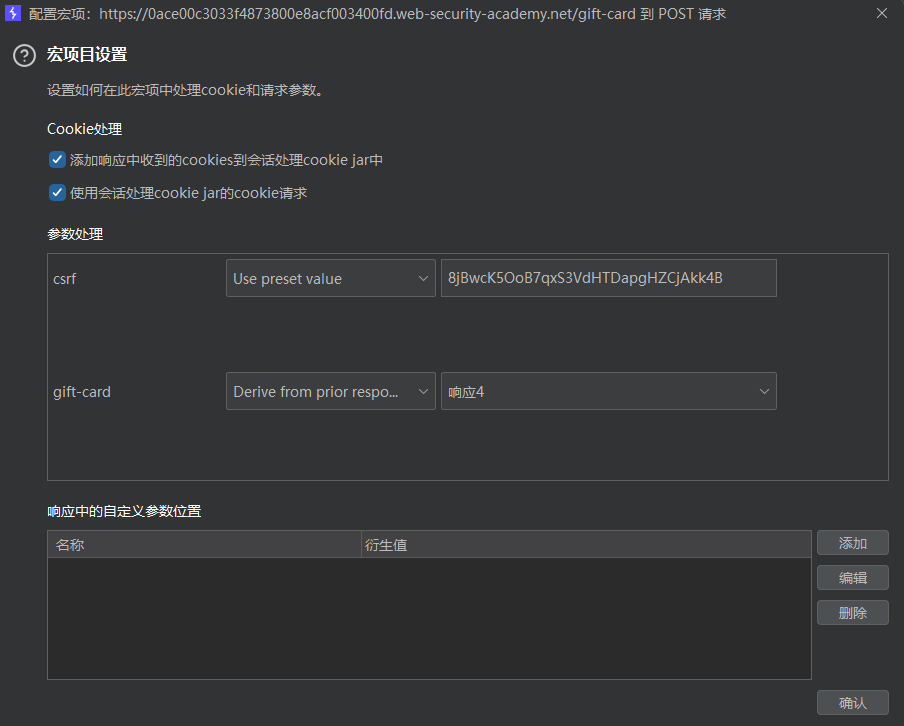 配置宏项：https://0ace00c3033f4873800e8acf003400fd.web-security-academy.net/gift-card 到 POST 请求
宏项目设置
设置如何在此宏项中处理cookie和请求参数。
Cookie处理
添加响应中收到的cookies到会话处理cookie jar中
使用会话处理cookie jar的cookie请求
参数处理
csrf Use preset value 8jBwcK5OoB7qxS3VdHTDapgHZCjAkk4B
gift-card Derive from prior respo... 响应4
响应中的自定义参数位置
名称 衍生值 添加
编辑
删除
确认